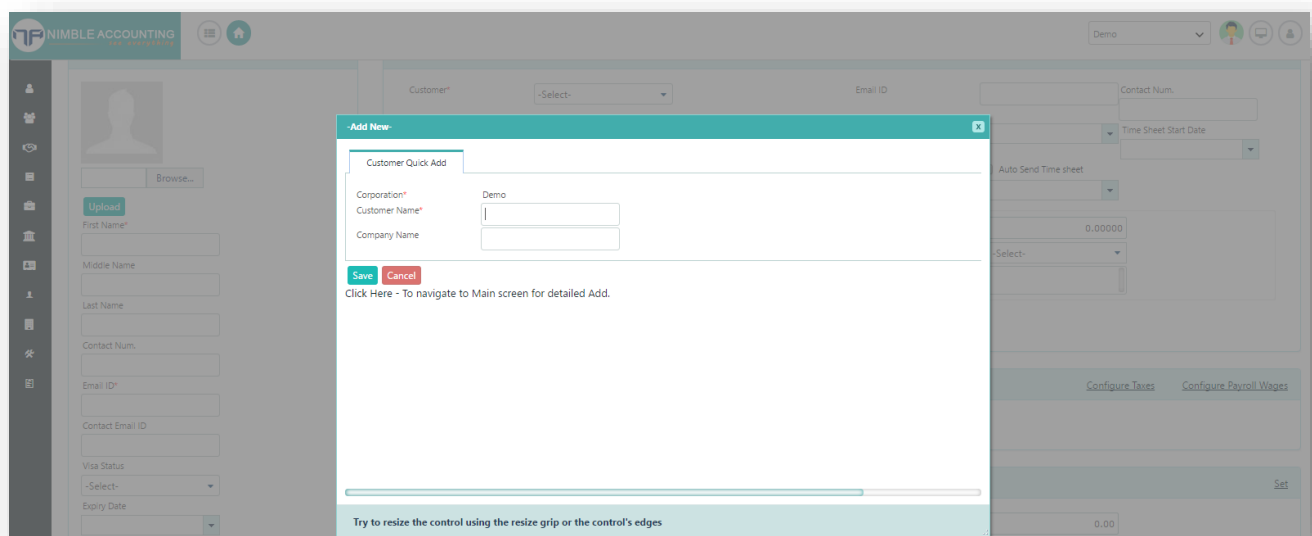 NIMBLE ACCOUNTING
Demo
Customer*
-Select-
Email ID
Contact Num.
Time Sheet Start Date
Auto Send Time sheet
0.00000
-Select-
Browse...
Upload
First Name*
Middle Name
Last Name
Contact Num.
Email ID*
Contact Email ID
Visa Status
-Select-
Expiry Date
-Add New-
x
Customer Quick Add
Corporation*
Demo
Customer Name*
Company Name
Save
Cancel
Click Here - To navigate to Main screen for detailed Add.
Try to resize the control using the resize grip or the control's edges
Configure Taxes
Configure Payroll Wages
Set
0.00